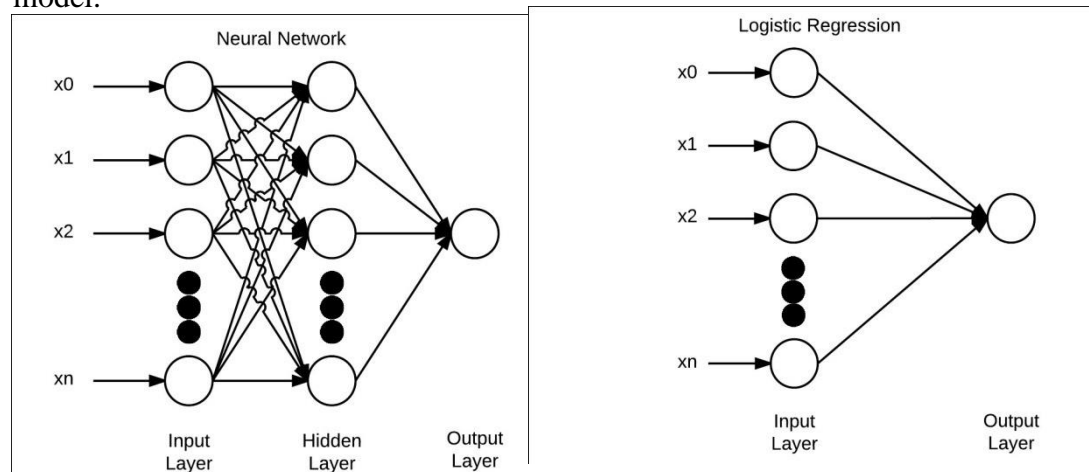 model.
Neural Network
x0
x1
x2
xn
Input
Layer
Hidden
Layer
Output
Layer
Logistic Regression
x0
x1
x2
xn
Input
Layer
Output
Layer